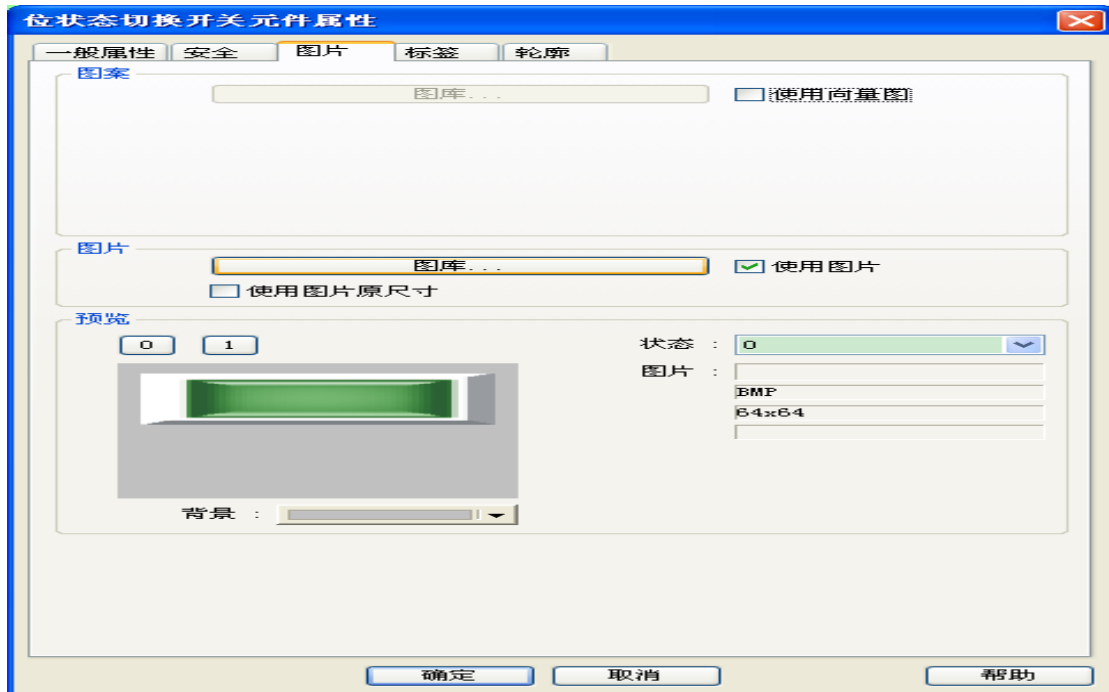 位状态切换开关元件属性
一般属性 安全 图片 标签 轮廓
图案
图库... 使用向量图
图片
图库... 使用图片
使用图片原尺寸
预览
0 1 状态 : 0
图片 :
BMP
64x64
背景 :
确定 取消 帮助